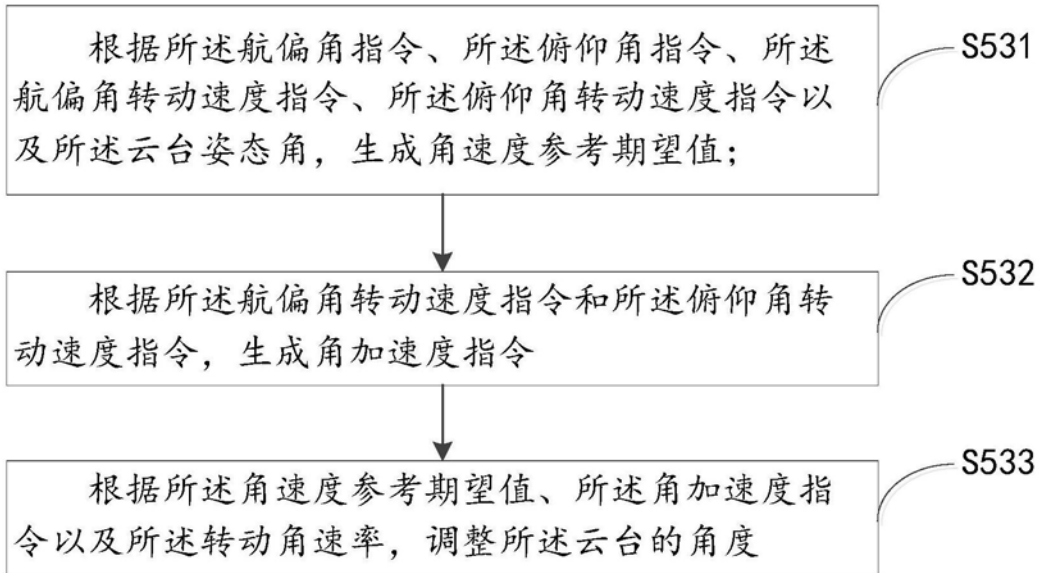 根据所述航偏角指令、所述俯仰角指令、所述
航偏角转动速度指令、所述俯仰角转动速度指令以
及所述云台姿态角，生成角速度参考期望值；
S531
根据所述航偏角转动速度指令和所述俯仰角转
动速度指令，生成角加速度指令
S532
根据所述角速度参考期望值、所述角加速度指
令以及所述转动角速率，调整所述云台的角度
S533